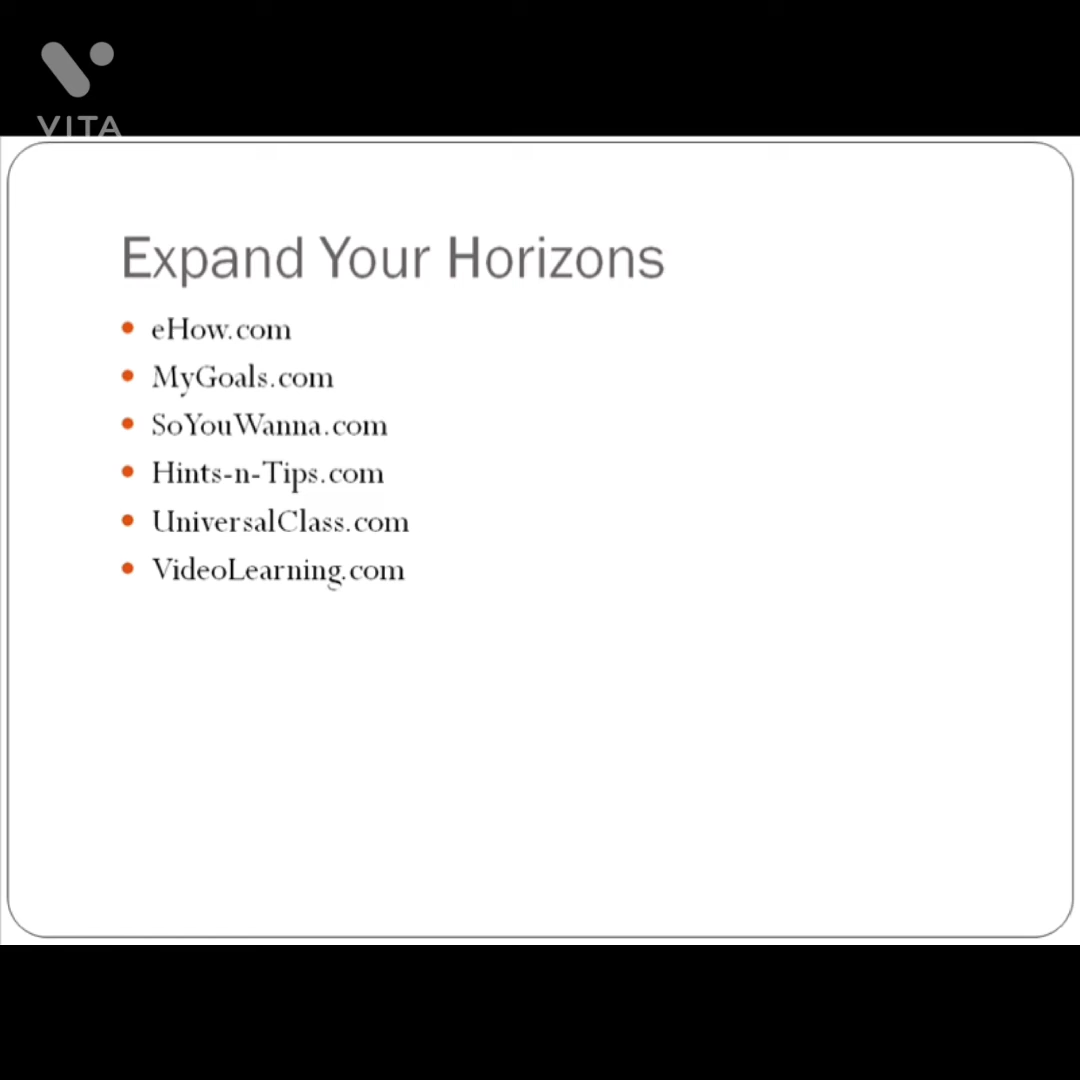 VITA
Expand Your Horizons
eHow.com
MyGoals.com
SoYouWanna.com
Hints-n-Tips.com
UniversalClass.com
VideoLearning.com